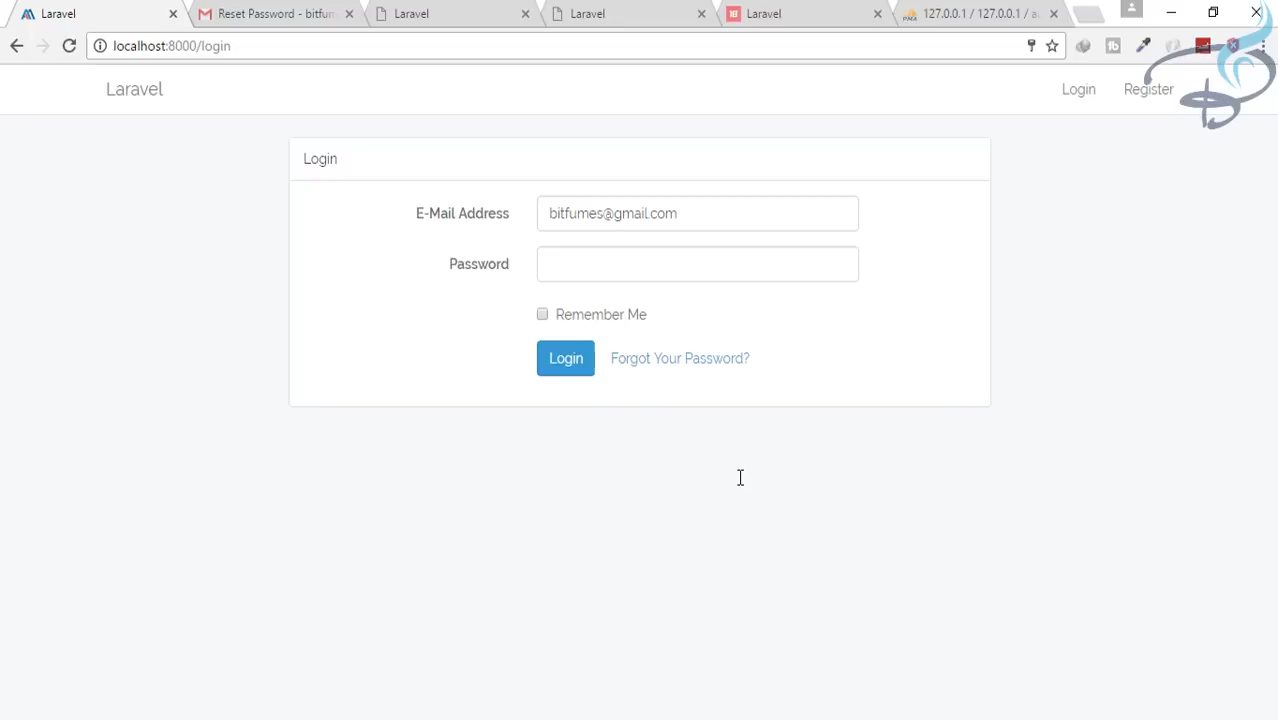 Laravel
Reset Password - bitfum
Laravel
Laravel
Laravel
127.0.0.1 / 127.0.0.1 / a
localhost:8000/login
Laravel
Login
Register
Login
E-Mail Address
bitfumes@gmail.com
Password
Remember Me
Login
Forgot Your Password?